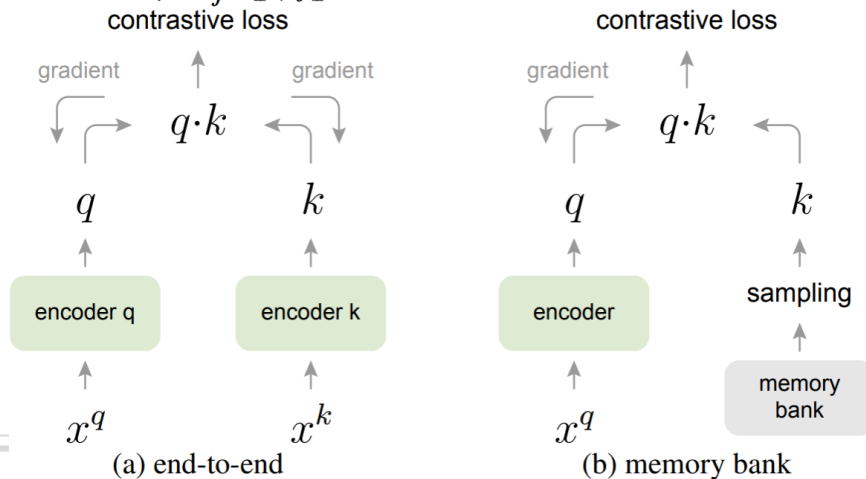 contrastive loss
gradient
gradient
q·k
q
k
encoder q
encoder k
x^q
x^k
(a) end-to-end
contrastive loss
gradient
q·k
q
k
sampling
encoder
memory
bank
x^q
(b) memory bank